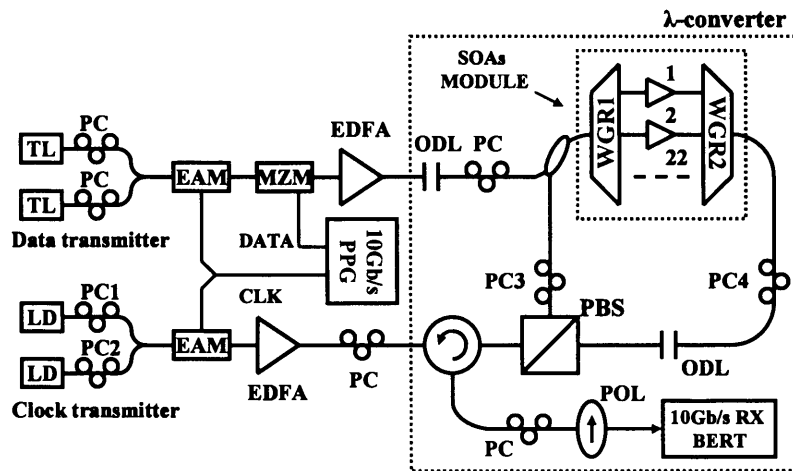 λ-converter
SOAs
MODULE
1
2
22
WGR1
WGR2
PC
EDFA
ODL
PC
TL
PC
TL
EAM
MZM
Data transmitter
DATA
10Gb/s
PPG
CLK
PC3
PC4
PC1
LD
PC2
LD
EAM
PBS
EDFA
PC
ODL
Clock transmitter
POL
PC
10Gb/s RX
BERT